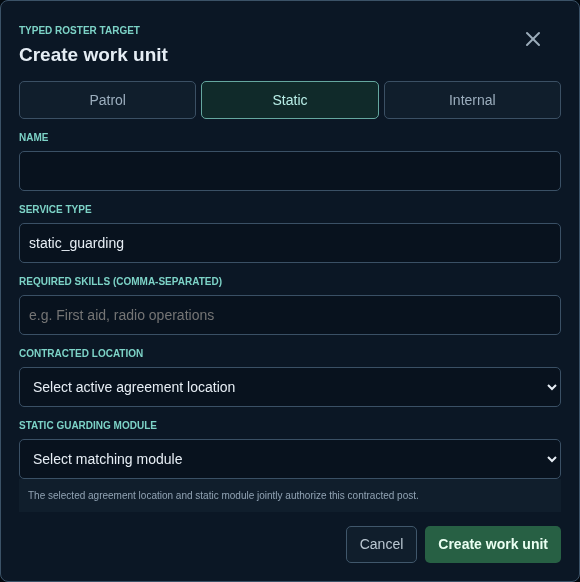 TYPED ROSTER TARGET
Create work unit
Patrol
Static
Internal
NAME
SERVICE TYPE
static_guarding
REQUIRED SKILLS (COMMA-SEPARATED)
e.g. First aid, radio operations
CONTRACTED LOCATION
Select active agreement location
STATIC GUARDING MODULE
Select matching module
The selected agreement location and static module jointly authorize this contracted post.
Cancel
Create work unit